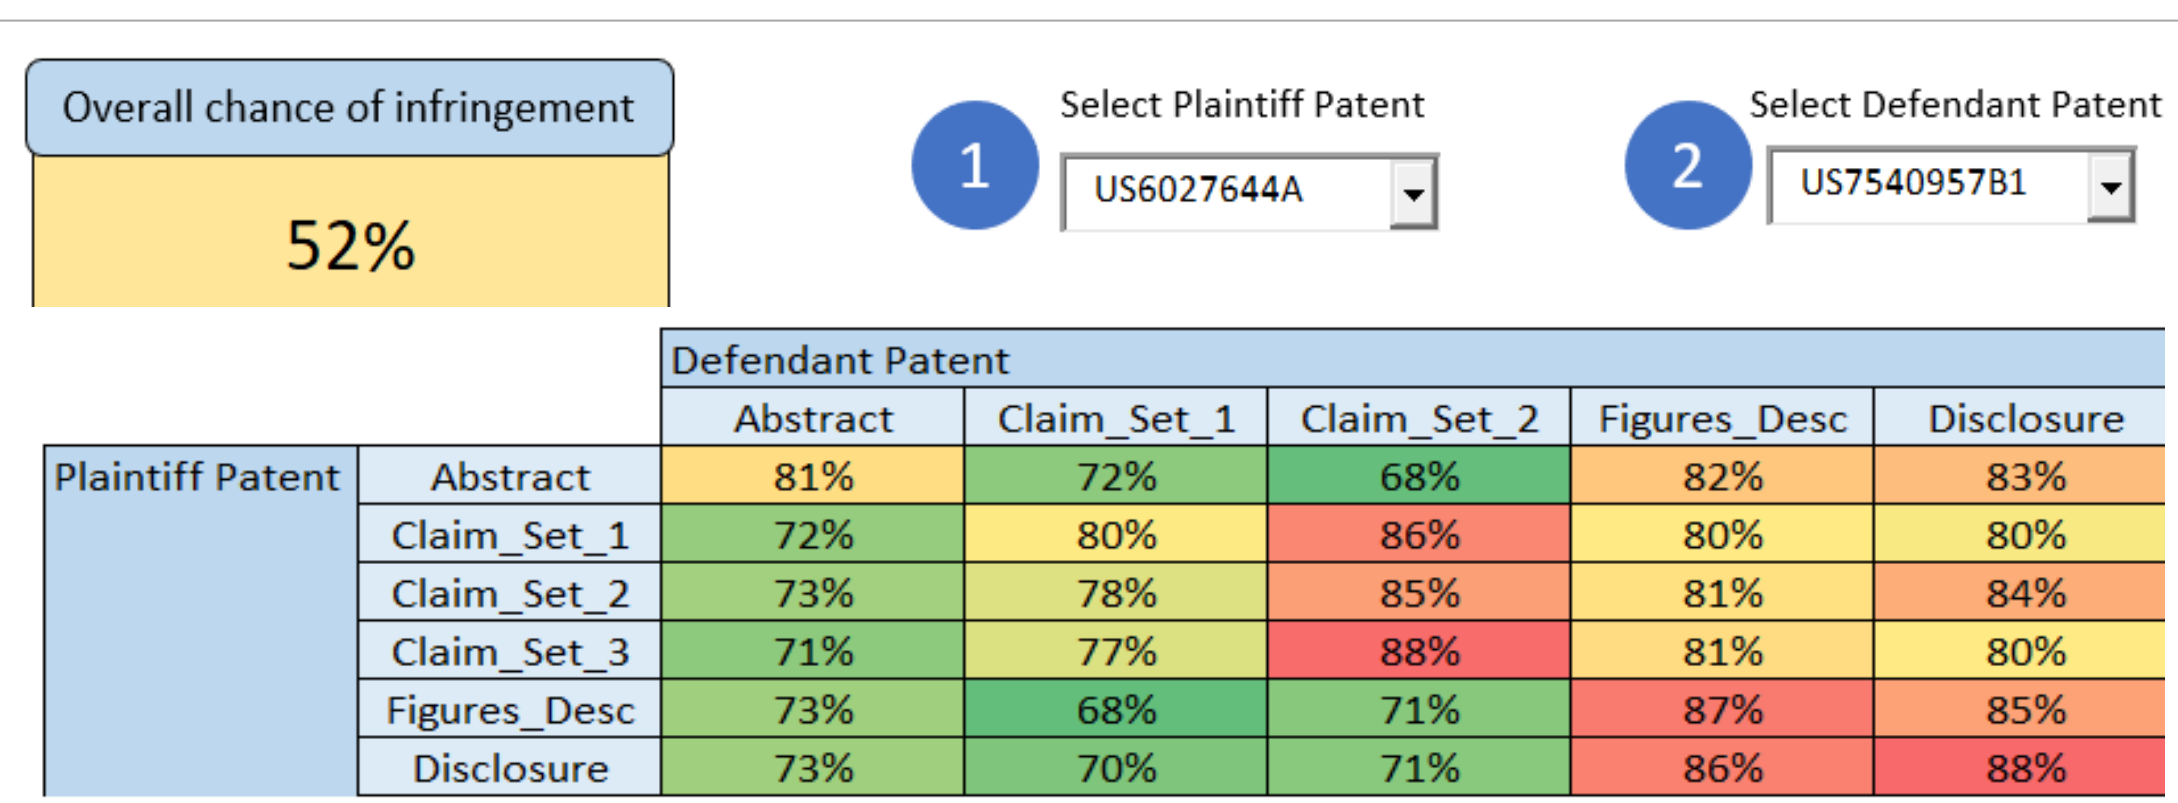 Overall chance of infringement
52%
1
Select Plaintiff Patent
US6027644A
2
Select Defendant Patent
US7540957B1
Defendant Patent
Abstract Claim_Set_1 Claim_Set_2 Figures_Desc Disclosure
Plaintiff Patent Abstract 81% 72% 68% 82% 83%
Claim_Set_1 72% 80% 86% 80% 80%
Claim_Set_2 73% 78% 85% 81% 84%
Claim_Set_3 71% 77% 88% 81% 80%
Figures_Desc 73% 68% 71% 87% 85%
Disclosure 73% 70% 71% 86% 88%